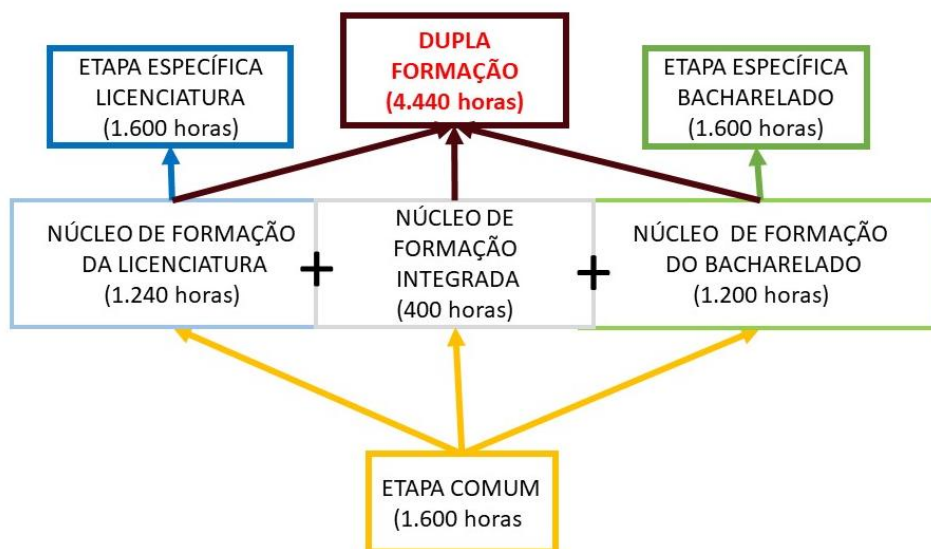 ETAPA ESPECÍFICA
LICENCIATURA
(1.600 horas)
DUPLA
FORMAÇÃO
(4.440 horas)
ETAPA ESPECÍFICA
BACHARELADO
(1.600 horas)
NÚCLEO DE FORMAÇÃO
DA LICENCIATURA
(1.240 horas)
+
NÚCLEO DE
FORMAÇÃO
INTEGRADA
(400 horas)
+
NÚCLEO DE FORMAÇÃO
DO BACHARELADO
(1.200 horas)
ETAPA COMUM
(1.600 horas